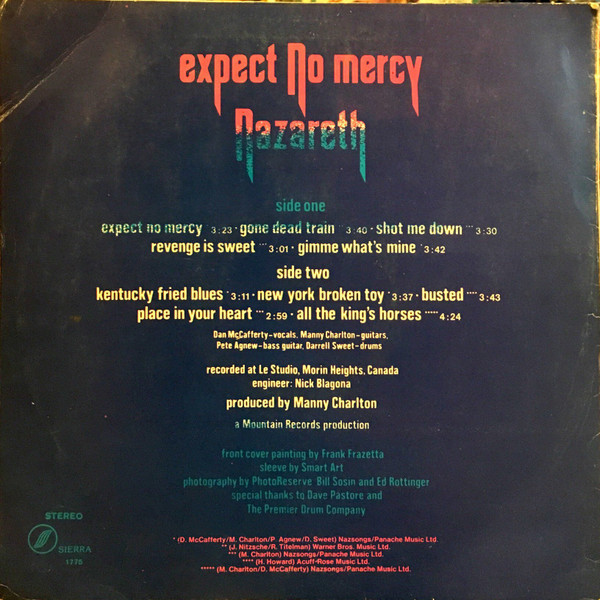 expect No mercy
Nazareth
side one
expect no mercy * 3:23 · gone dead train ** 3:40 · shot me down *** 3:30
revenge is sweet *** 3:01 · gimme what's mine * 3:42
side two
kentucky fried blues * 3:11 · new york broken toy * 3:37 · busted **** 3:43
place in your heart *** 2:59 · all the king's horses ***** 4:24
Dan McCafferty-vocals, Manny Charlton-guitars,
Pete Agnew-bass guitar, Darrell Sweet-drums
recorded at Le Studio, Morin Heights, Canada
engineer: Nick Blagona
produced by Manny Charlton
a Mountain Records production
front cover painting by Frank Frazetta
sleeve by Smart Art
photography by PhotoReserve Bill Sosin and Ed Rottinger
special thanks to Dave Pastore and
The Premier Drum Company
STEREO
SIERRA
1775
* (D. McCafferty/M. Charlton/P. Agnew/D. Sweet) Nazsongs/Panache Music Ltd.
** (J. Nitzsche/R. Titelman) Warner Bros. Music Ltd.
*** (M. Charlton) Nazsongs/Panache Music Ltd.
**** (H. Howard) Acuff-Rose Music Ltd.
***** (M. Charlton/D. McCafferty) Nazsongs/Panache Music Ltd.